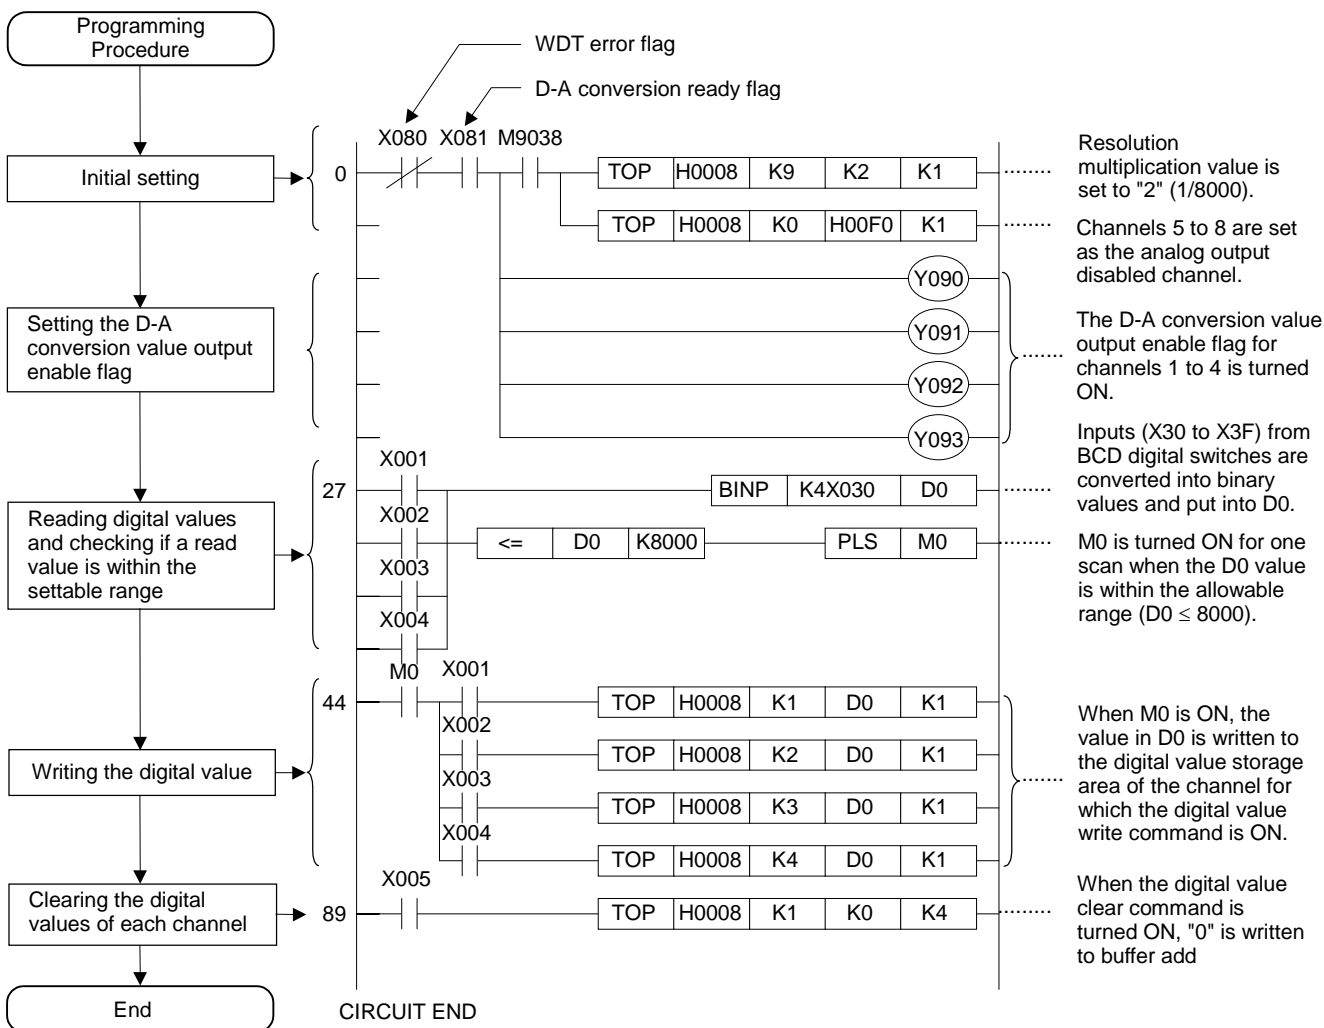 Programming
Procedure
WDT error flag
D-A conversion ready flag
Initial setting
0
X080 X081 M9038
TOP H0008 K9 K2 K1
Resolution
multiplication value is
set to "2" (1/8000).
TOP H0008 K0 H00F0 K1
Channels 5 to 8 are set
as the analog output
disabled channel.
Setting the D-A
conversion value output
enable flag
Y090
Y091
Y092
Y093
The D-A conversion value
output enable flag for
channels 1 to 4 is turned
ON.
Reading digital values
and checking if a read
value is within the
settable range
X001
27
BINP K4X030 D0
Inputs (X30 to X3F) from
BCD digital switches are
converted into binary
values and put into D0.
X002
<= D0 K8000 PLS M0
M0 is turned ON for one
scan when the D0 value
is within the allowable
range (D0 ≤ 8000).
X003
X004
Writing the digital value
M0 X001
44
TOP H0008 K1 D0 K1
X002
TOP H0008 K2 D0 K1
X003
TOP H0008 K3 D0 K1
X004
TOP H0008 K4 D0 K1
When M0 is ON, the
value in D0 is written to
the digital value storage
area of the channel for
which the digital value
write command is ON.
Clearing the digital
values of each channel
X005
89
TOP H0008 K1 K0 K4
When the digital value
clear command is
turned ON, "0" is written
to buffer add
End
CIRCUIT END